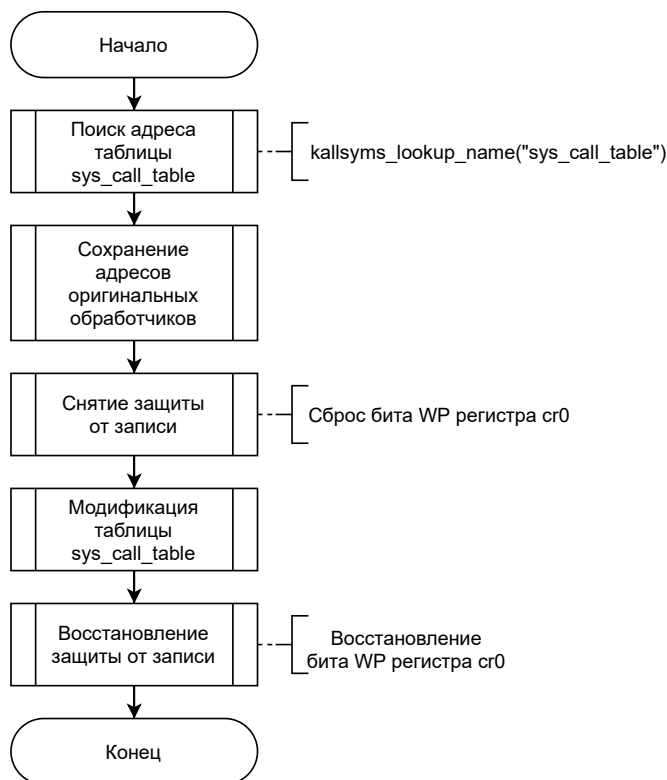 Начало
Поиск адреса
таблицы
sys_call_table
kallsyms_lookup_name("sys_call_table")
Сохранение
адресов
оригинальных
обработчиков
Снятие защиты
от записи
Сброс бита WP регистра cr0
Модификация
таблицы
sys_call_table
Восстановление
защиты от записи
Восстановление
бита WP регистра cr0
Конец